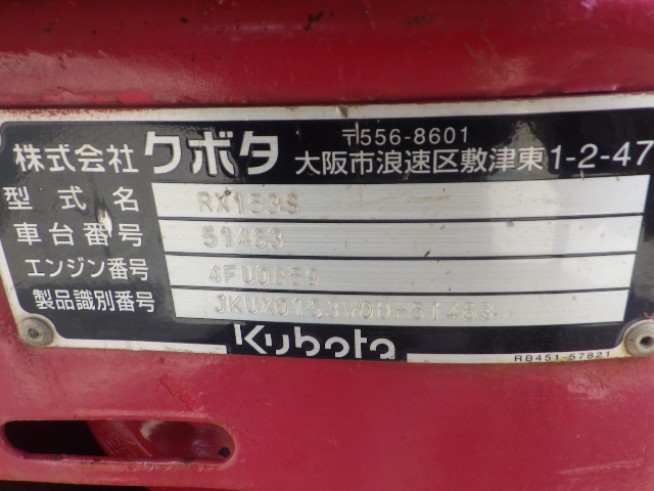 〒556-8601
株式会社 クボタ 大阪市浪速区敷津東1-2-47
型式名 RX153S
車台番号 51463
エンジン番号
製品識別番号
Kubota
RB451-57821